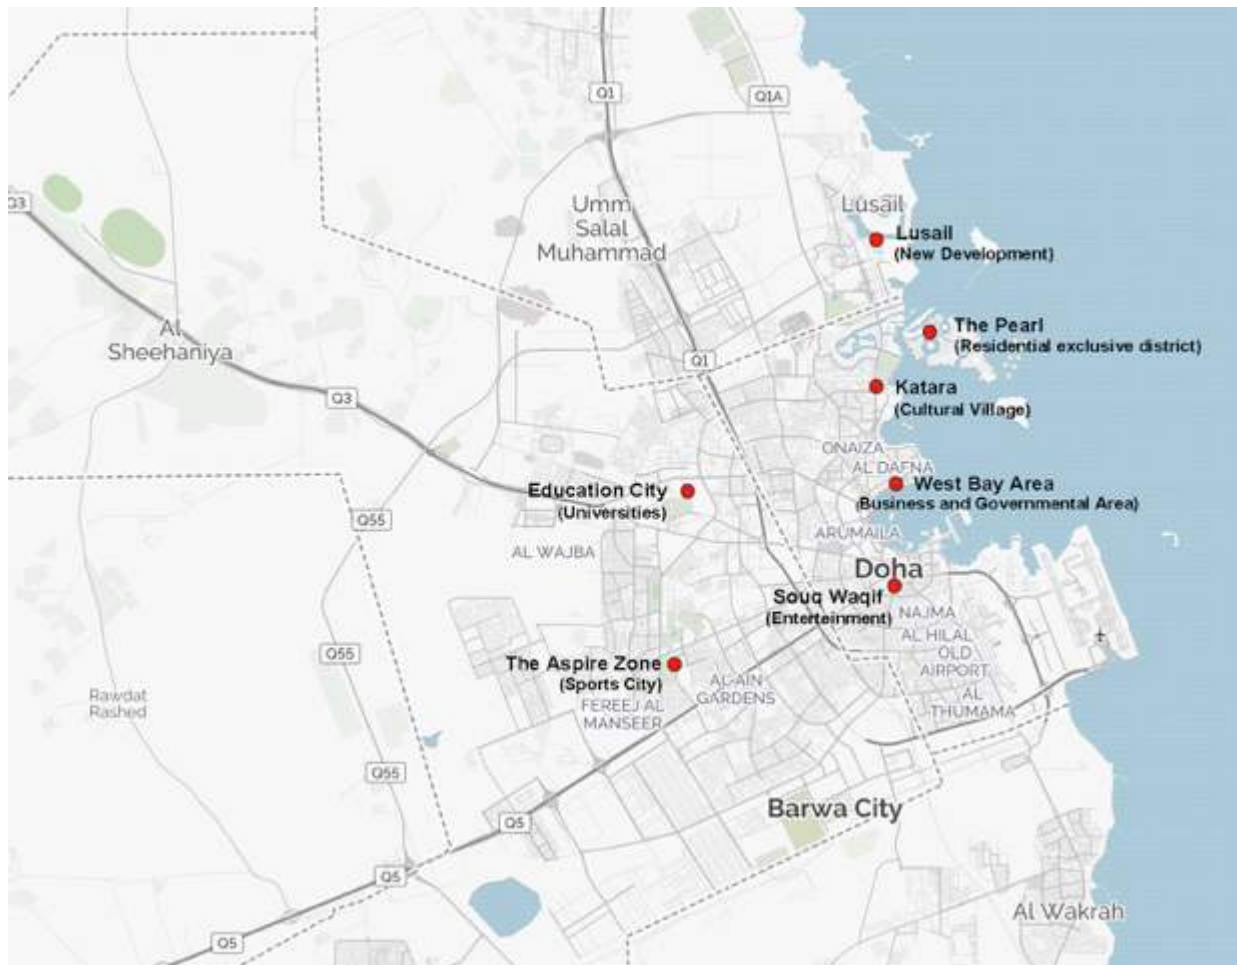 Q1
Q1A
Q3
Umm
Salal
Muhammad
Lusail
Lusail
(New Development)
Al
Sheehaniya
The Pearl
(Residential exclusive district)
Q1
Katara
(Cultural Village)
Q3
ONAIZA
AL DAFNA
West Bay Area
(Business and Governmental Area)
Education City
(Universities)
Q55
ARUMAILA
AL WAJBA
Doha
Souq Waqif
(Enterteinment)
NAJMA
AL HILAL
OLD
AIRPORT
Q55
The Aspire Zone
(Sports City)
AL-AIN
GARDENS
AL
THUMAMA
Rawdat
Rashed
FEREEJ AL
MANSEER
Q55
Barwa City
Q5
Q5
Al Wakrah
Q5